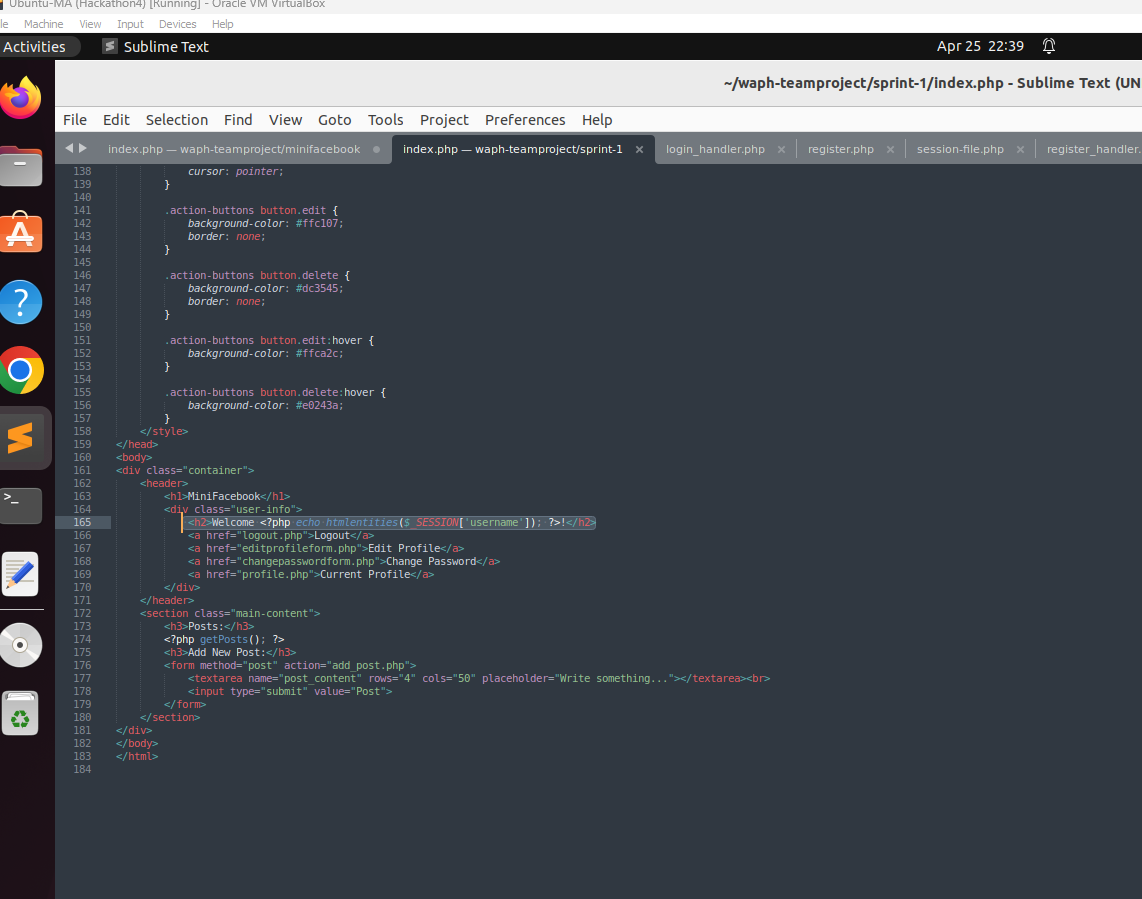 Ubuntu-MA (Hackathon4) [Running] - Oracle VM VirtualBox
le Machine View Input Devices Help
Activities Sublime Text Apr 25 22:39
~/waph-teamproject/sprint-1/index.php - Sublime Text (UN
File Edit Selection Find View Goto Tools Project Preferences Help
index.php — waph-teamproject/minifacebook index.php — waph-teamproject/sprint-1 × login_handler.php × register.php × session-file.php × register_handler.
138 cursor: pointer;
139 }
140
141 .action-buttons button.edit {
142 background-color: #ffc107;
143 border: none;
144 }
145
146 .action-buttons button.delete {
147 background-color: #dc3545;
148 border: none;
149 }
150
151 .action-buttons button.edit:hover {
152 background-color: #ffca2c;
153 }
154
155 .action-buttons button.delete:hover {
156 background-color: #e0243a;
157 }
158 </style>
159 </head>
160 <body>
161 <div class="container">
162 <header>
163 <h1>MiniFacebook</h1>
164 <div class="user-info">
165 <h2>Welcome <?php echo htmlentities($_SESSION['username']); ?>!</h2>
166 <a href="logout.php">Logout</a>
167 <a href="editprofileform.php">Edit Profile</a>
168 <a href="changepasswordform.php">Change Password</a>
169 <a href="profile.php">Current Profile</a>
170 </div>
171 </header>
172 <section class="main-content">
173 <h3>Posts:</h3>
174 <?php getPosts(); ?>
175 <h3>Add New Post:</h3>
176 <form method="post" action="add_post.php">
177 <textarea name="post_content" rows="4" cols="50" placeholder="Write something..."></textarea><br>
178 <input type="submit" value="Post">
179 </form>
180 </section>
181 </div>
182 </body>
183 </html>
184